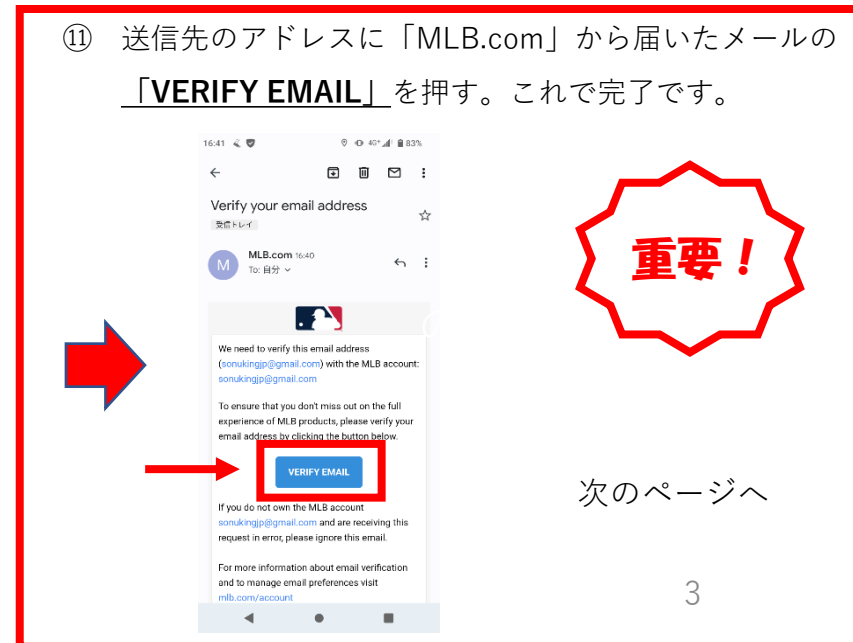 ⑪ 送信先のアドレスに「MLB.com」から届いたメールの
「VERIFY EMAIL」を押す。これで完了です。
16:41 4G+ 83%
Verify your email address
受信トレイ
M
MLB.com 16:40
To: 自分
We need to verify this email address
(sonukingjp@gmail.com) with the MLB account:
sonukingjp@gmail.com
To ensure that you don't miss out on the full
experience of MLB products, please verify your
email address by clicking the button below.
VERIFY EMAIL
If you do not own the MLB account
sonukingjp@gmail.com and are receiving this
request in error, please ignore this email.
For more information about email verification
and to manage email preferences visit
mlb.com/account
重要！
次のページへ
3